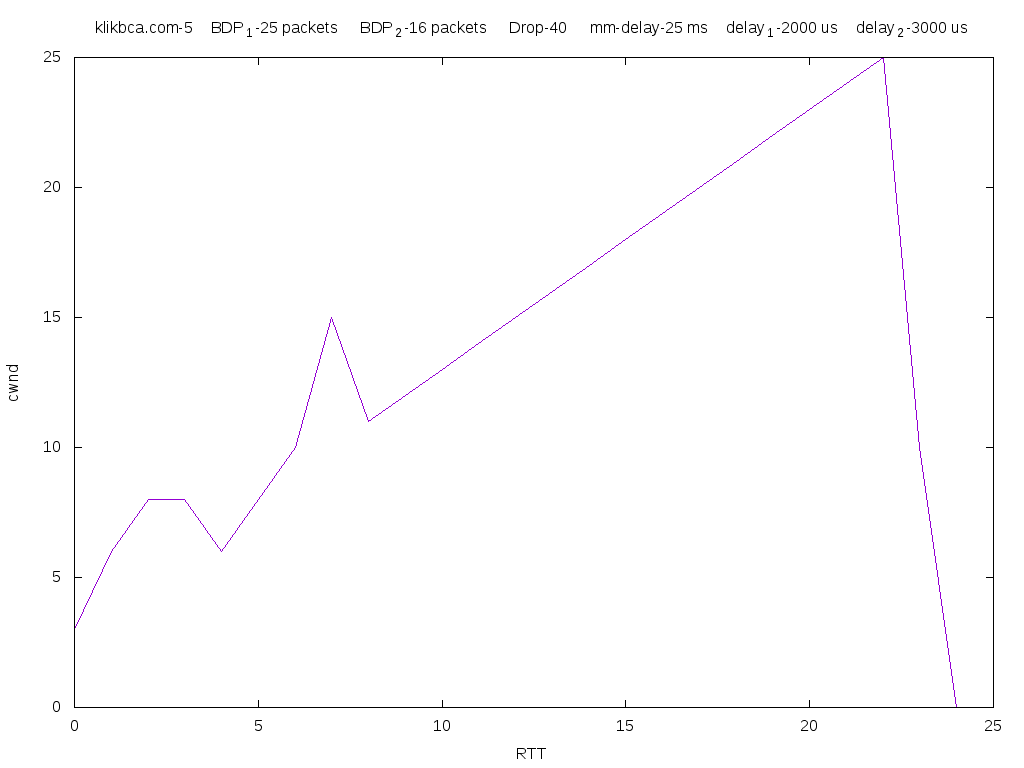 klikbca.com-5 BDP1-25 packets BDP2-16 packets Drop-40 mm-delay-25 ms delay1-2000 us delay2-3000 us
25
20
15
10
5
0
cwnd
0 5 10 15 20 25
RTT